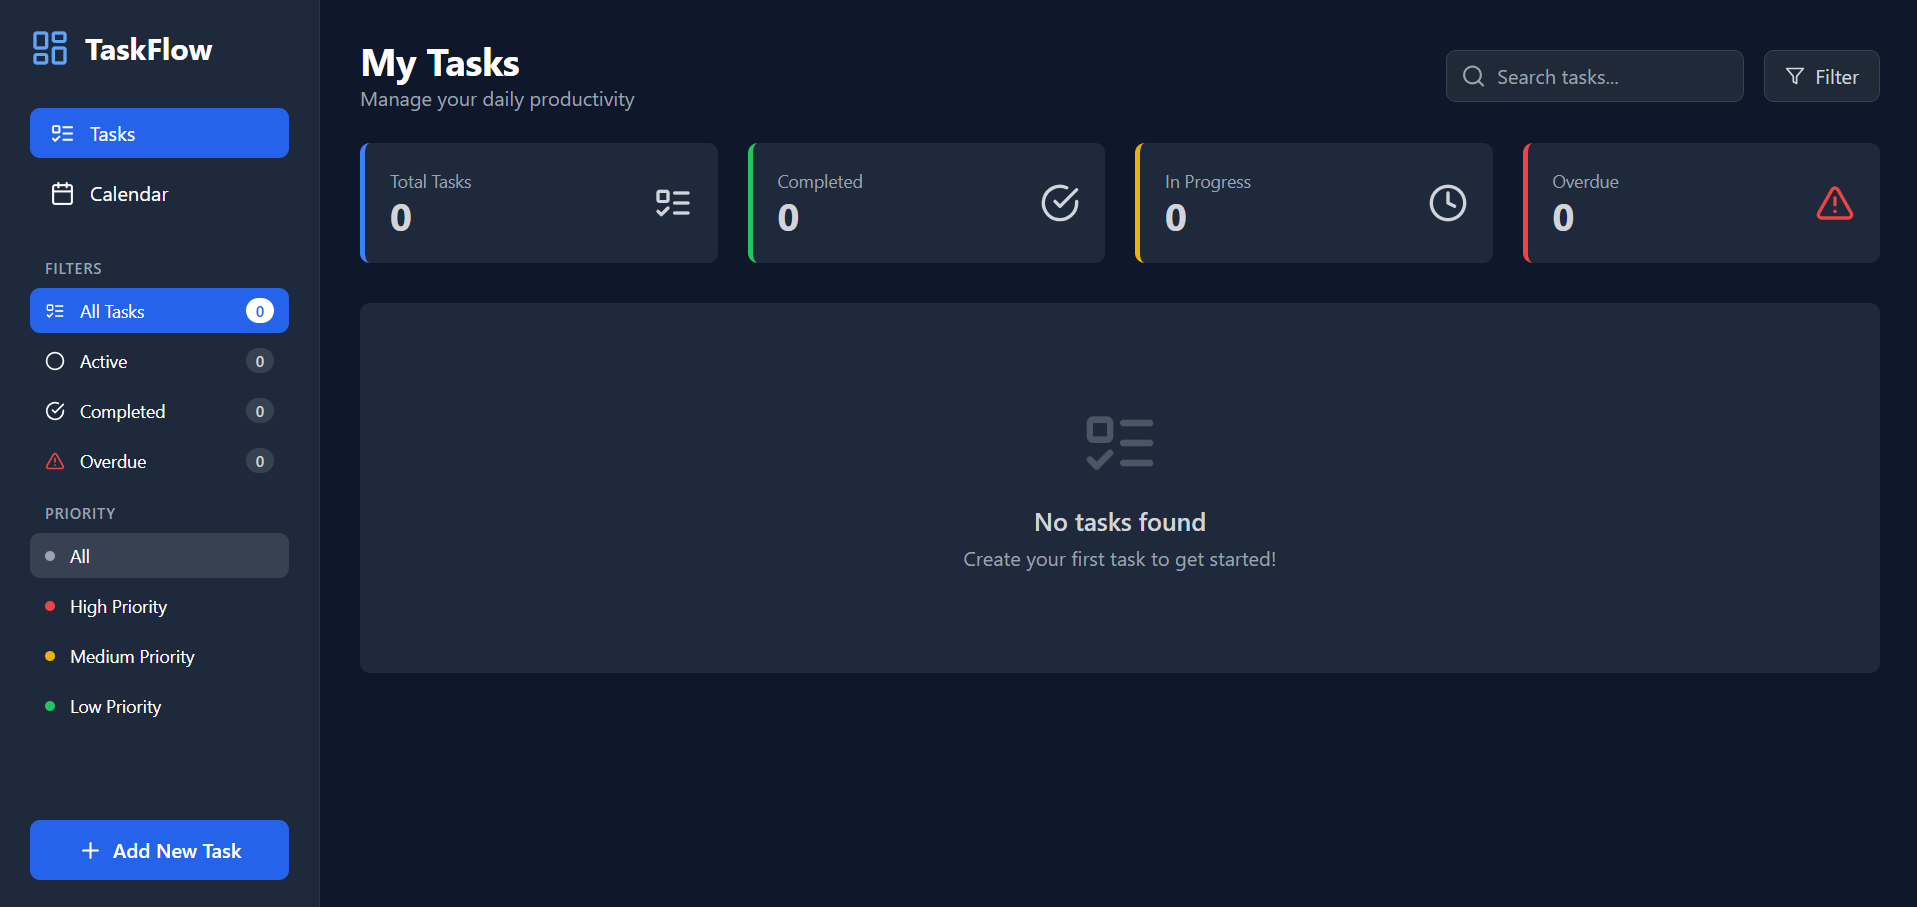 TaskFlow
Tasks
Calendar
FILTERS
All Tasks 0
Active 0
Completed 0
Overdue 0
PRIORITY
All
High Priority
Medium Priority
Low Priority
Add New Task
My Tasks
Manage your daily productivity
Search tasks...
Filter
Total Tasks
0
Completed
0
In Progress
0
Overdue
0
No tasks found
Create your first task to get started!